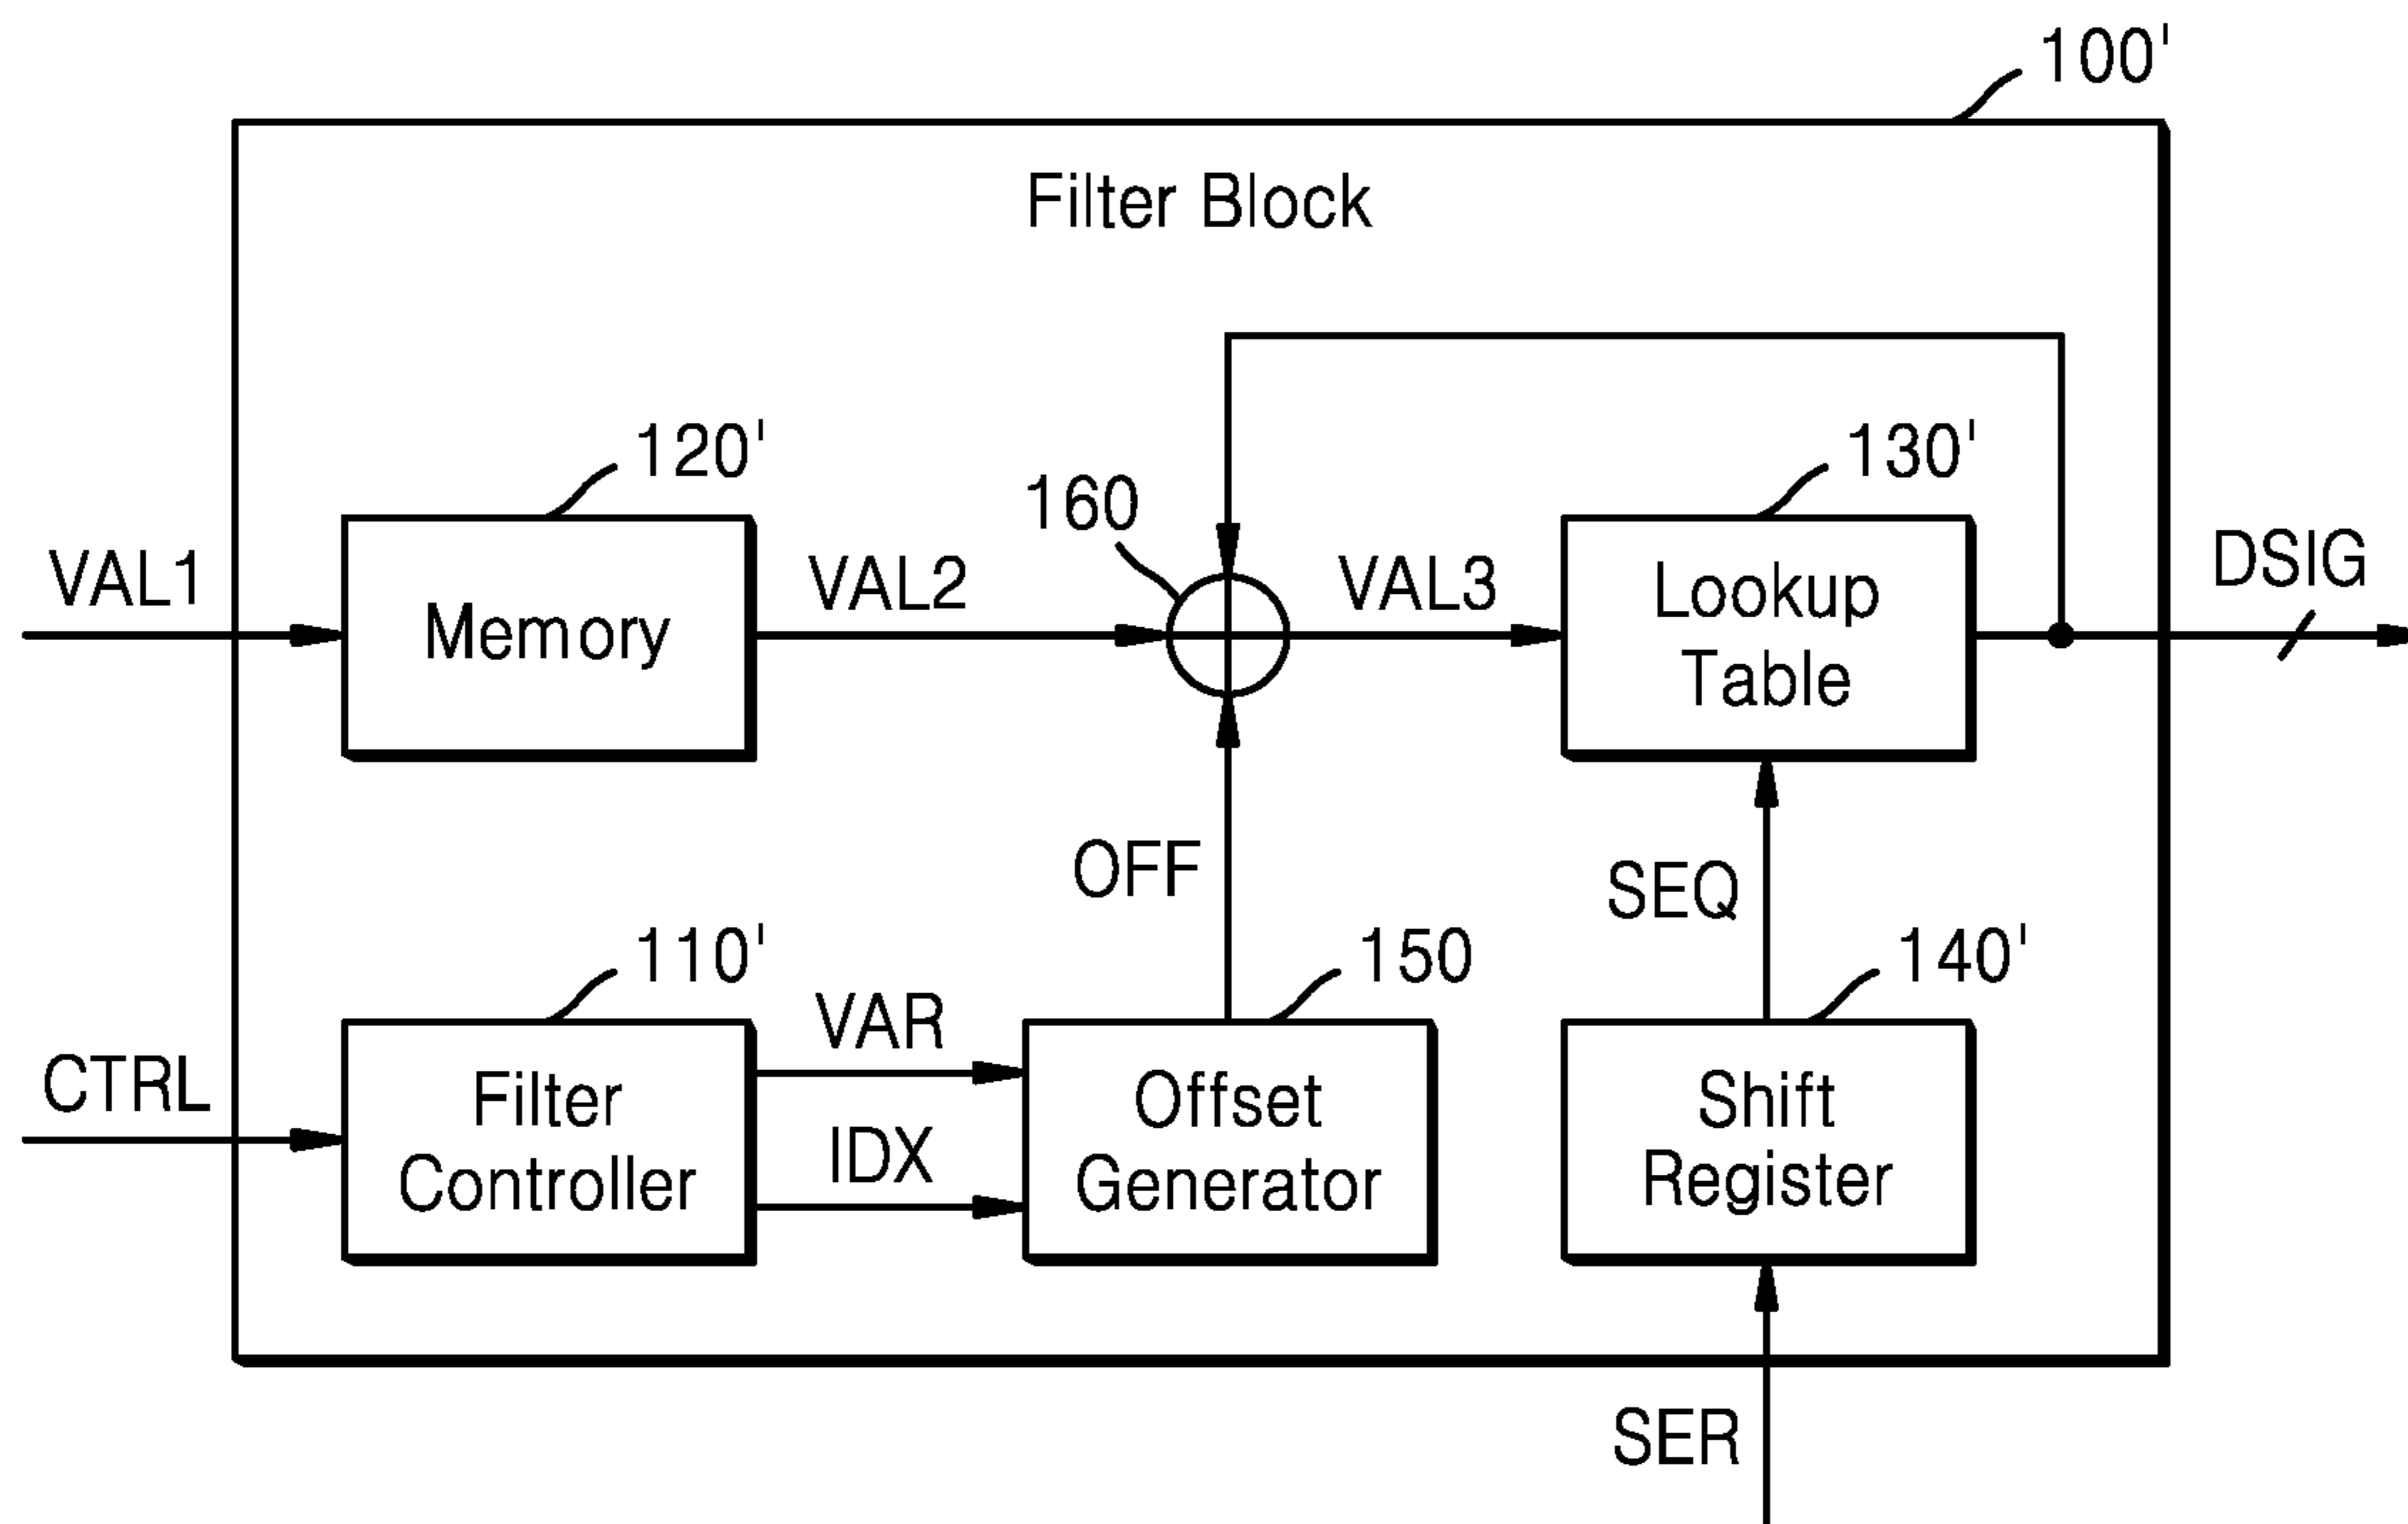 100'
Filter Block
120'
160
130'
VAL1
Memory
VAL2
VAL3
Lookup
Table
DSIG
OFF
SEQ
110'
150
140'
CTRL
Filter
Controller
VAR
IDX
Offset
Generator
Shift
Register
SER